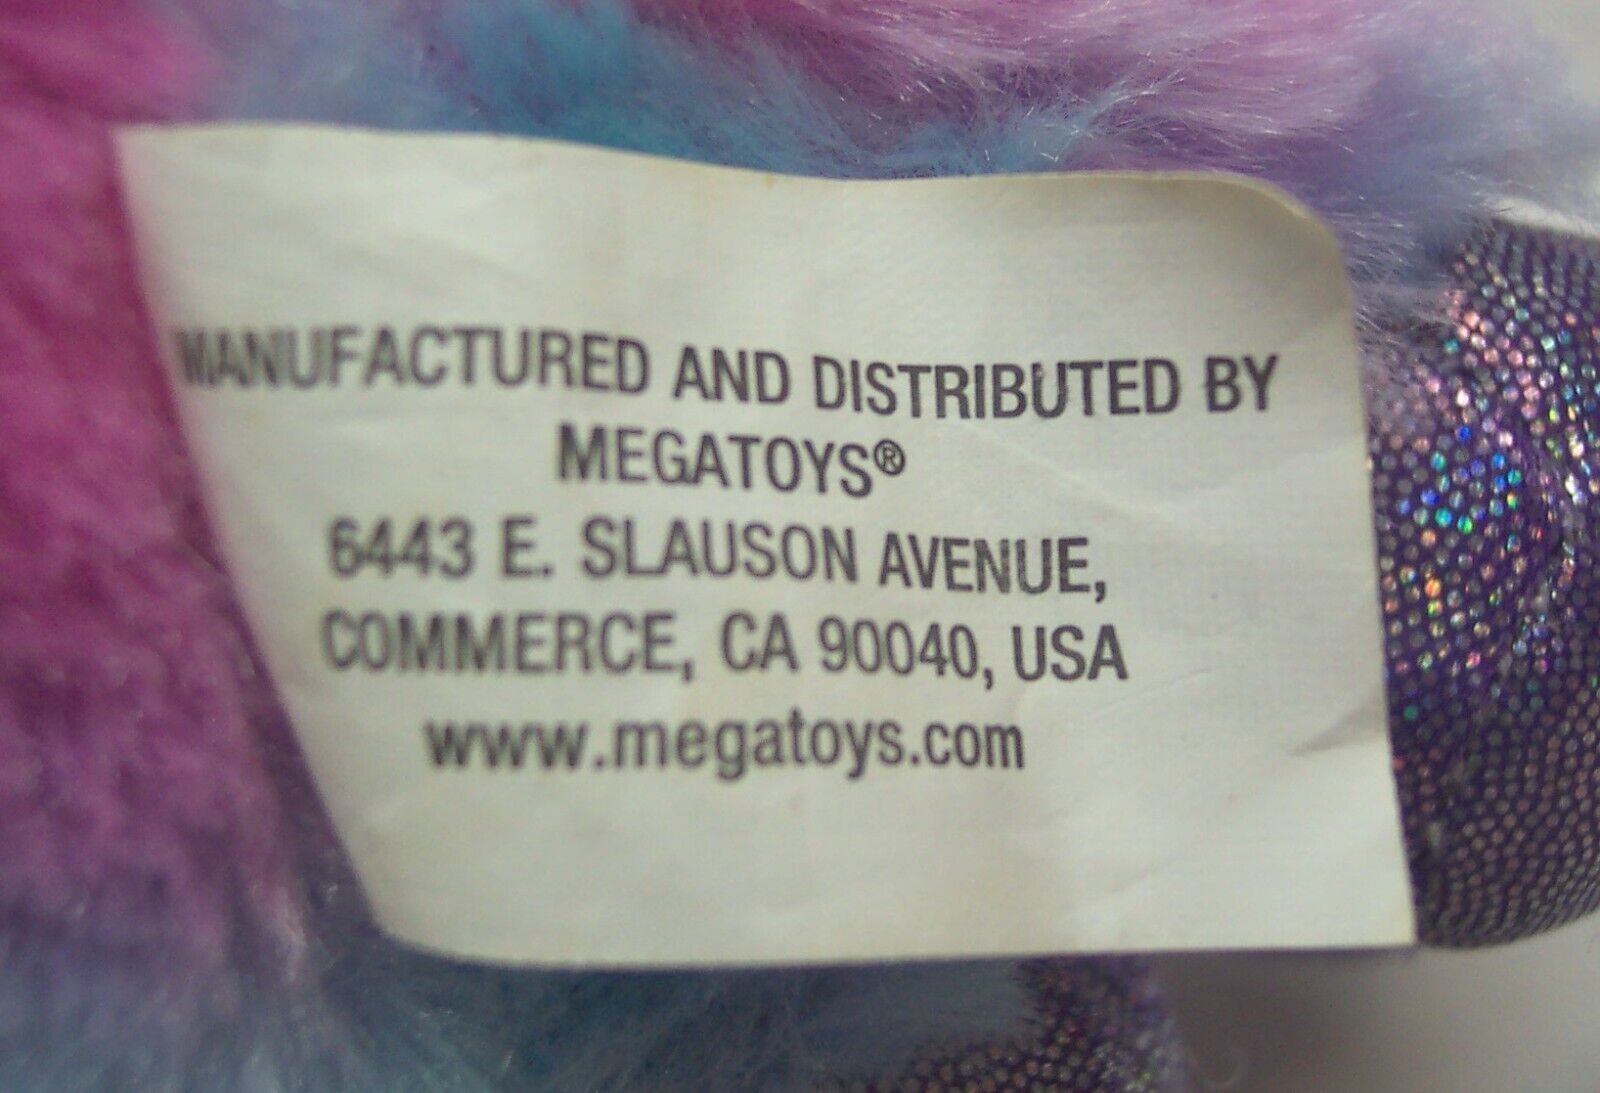 MANUFACTURED AND DISTRIBUTED BY
MEGATOYS®
6443 E. SLAUSON AVENUE,
COMMERCE, CA 90040, USA
www.megatoys.com